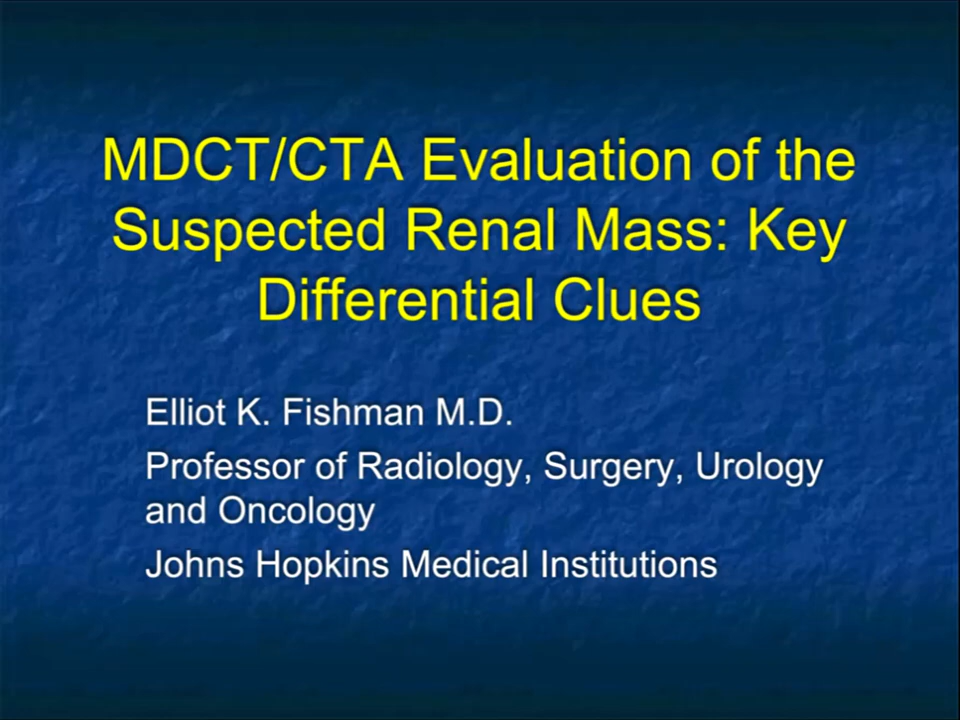 MDCT/CTA Evaluation of the
Suspected Renal Mass: Key
Differential Clues
Elliot K. Fishman M.D.
Professor of Radiology, Surgery, Urology
and Oncology
Johns Hopkins Medical Institutions